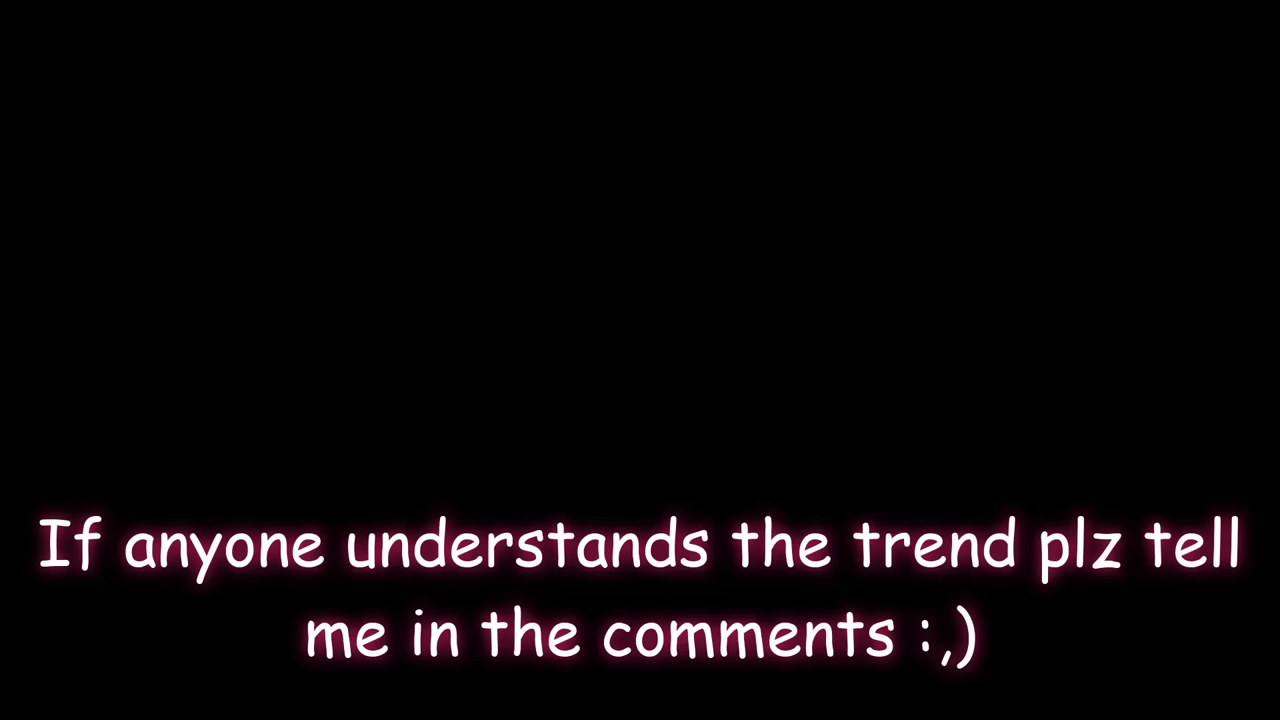 If anyone understands the trend plz tell
me in the comments :,)